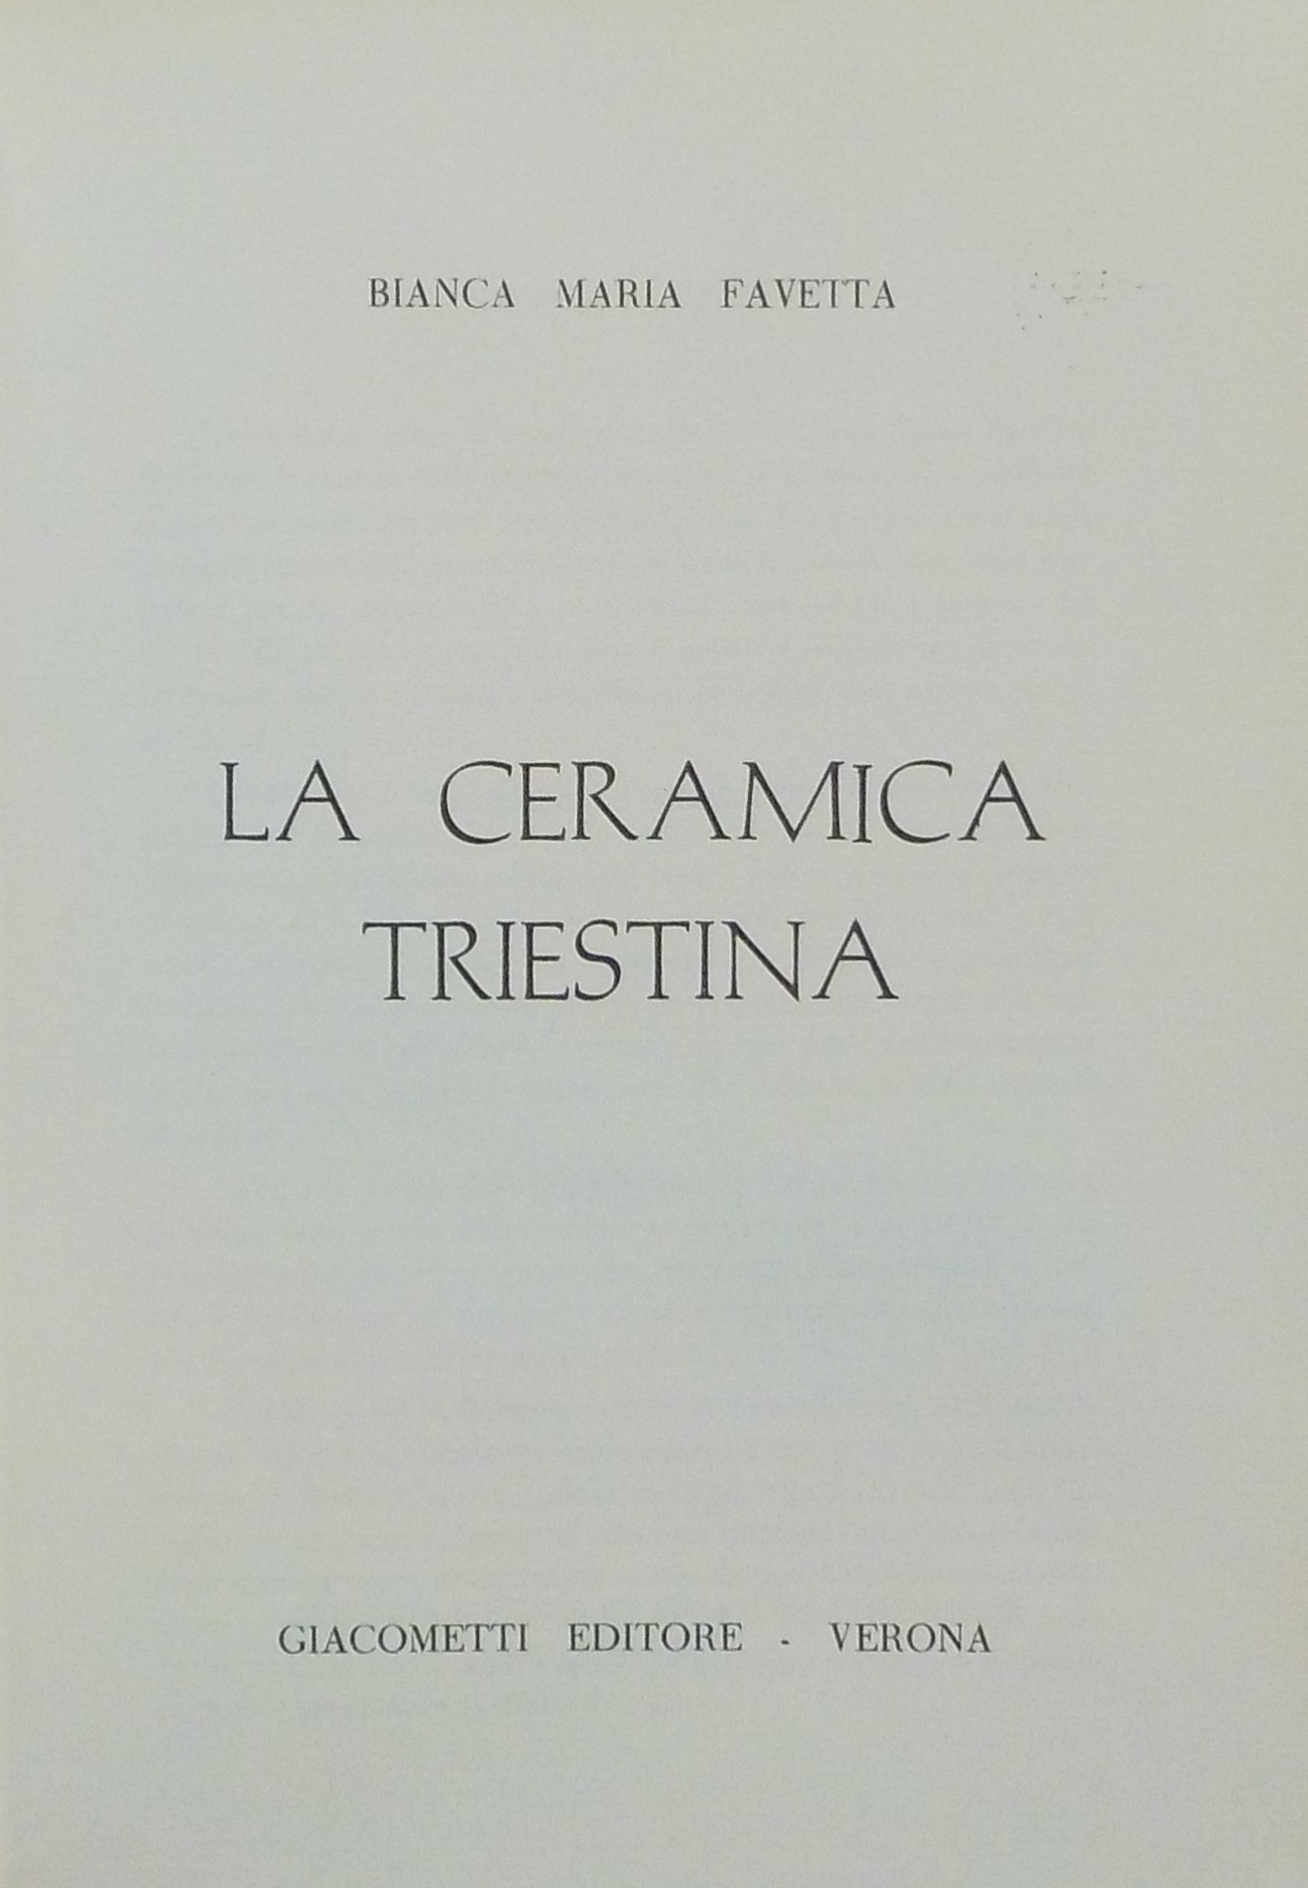 BIANCA MARIA FAVETTA
LA CERAMICA
TRIESTINA
GIACOMETTI EDITORE - VERONA